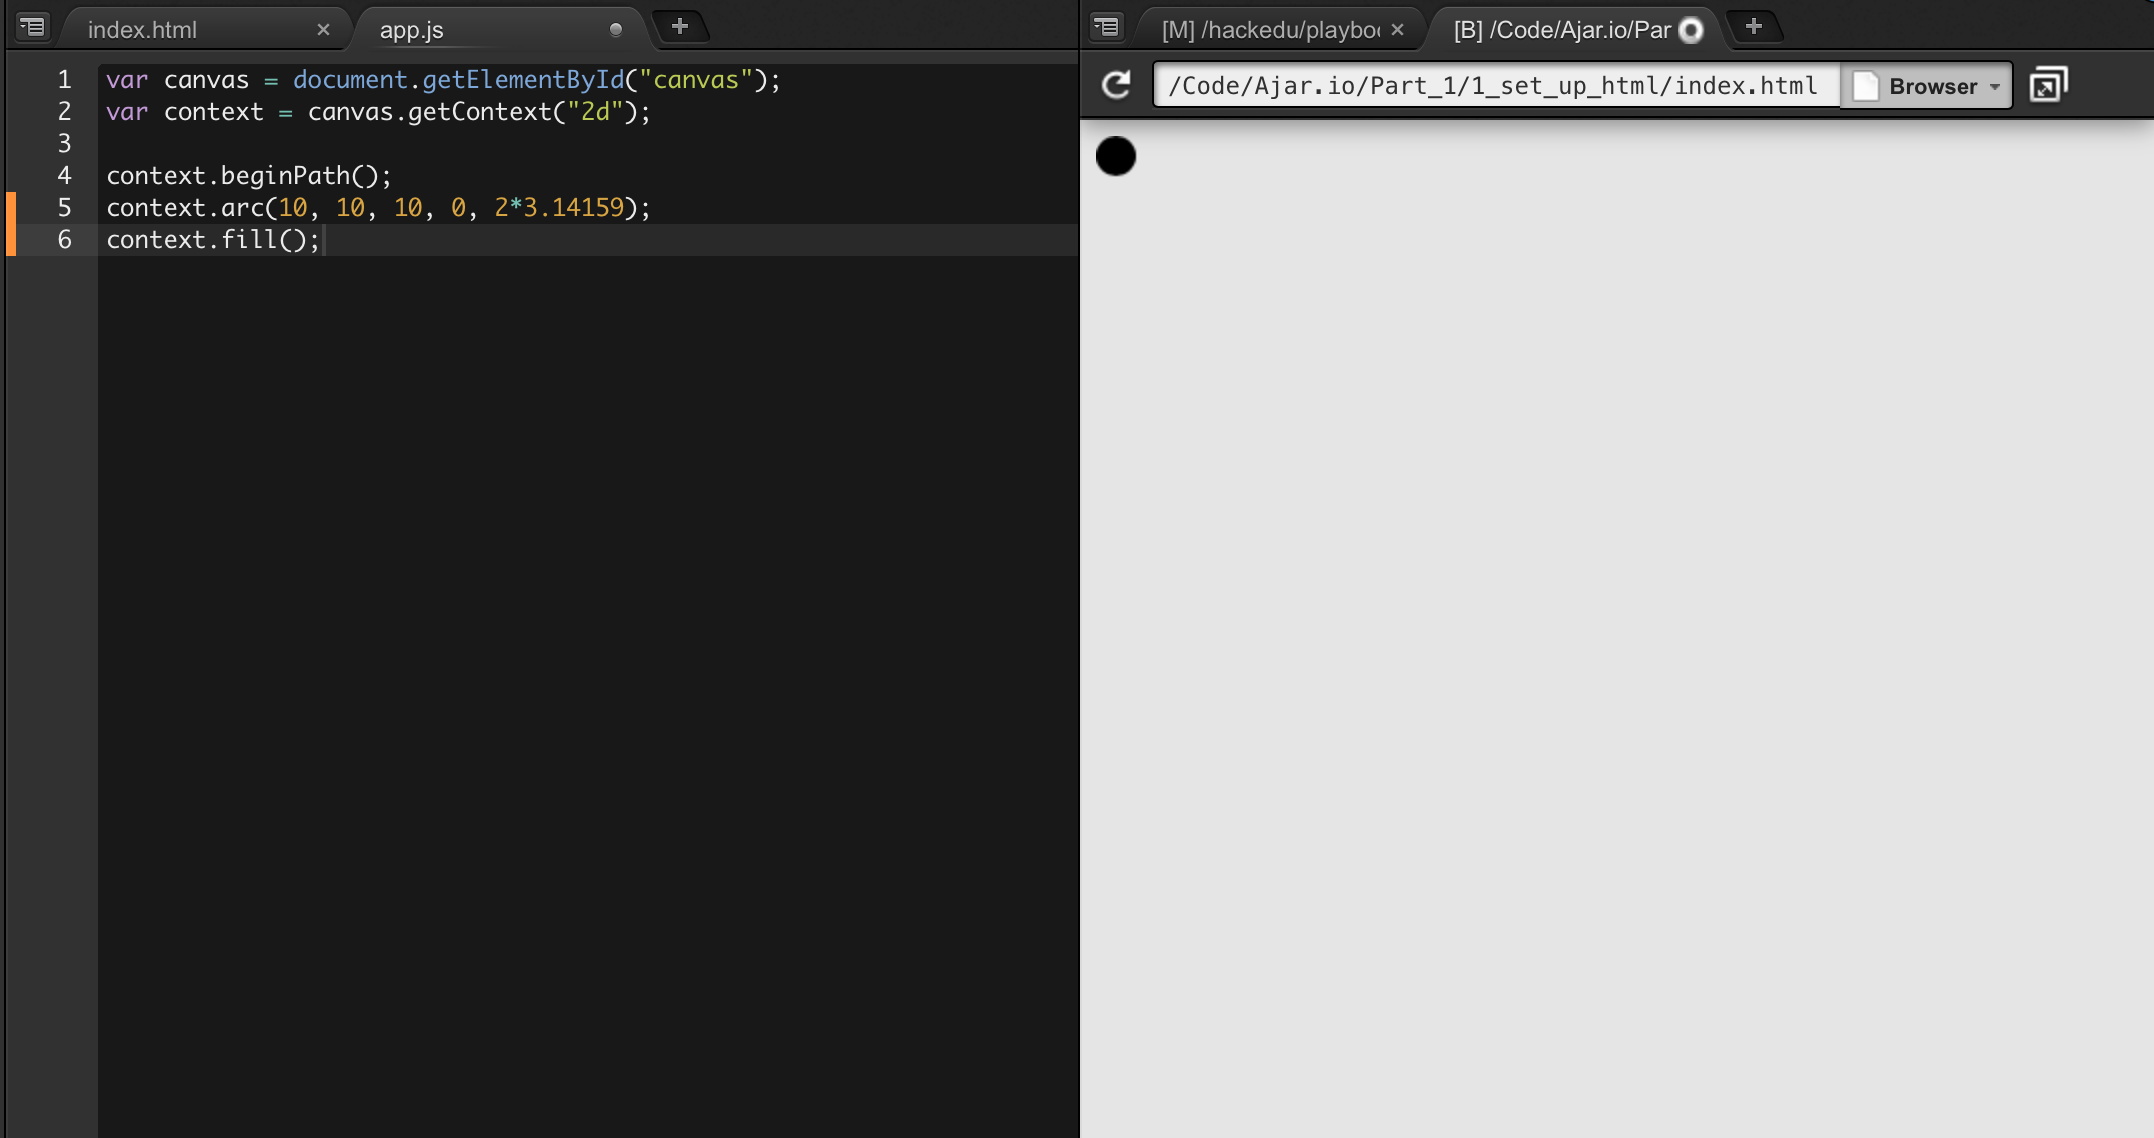 index.html
app.js
1 var canvas = document.getElementById("canvas");
2 var context = canvas.getContext("2d");
3
4 context.beginPath();
5 context.arc(10, 10, 10, 0, 2*3.14159);
6 context.fill();
[M] /hackedu/playboo
[B] /Code/Ajar.io/Par
/Code/Ajar.io/Part_1/1_set_up_html/index.html
Browser